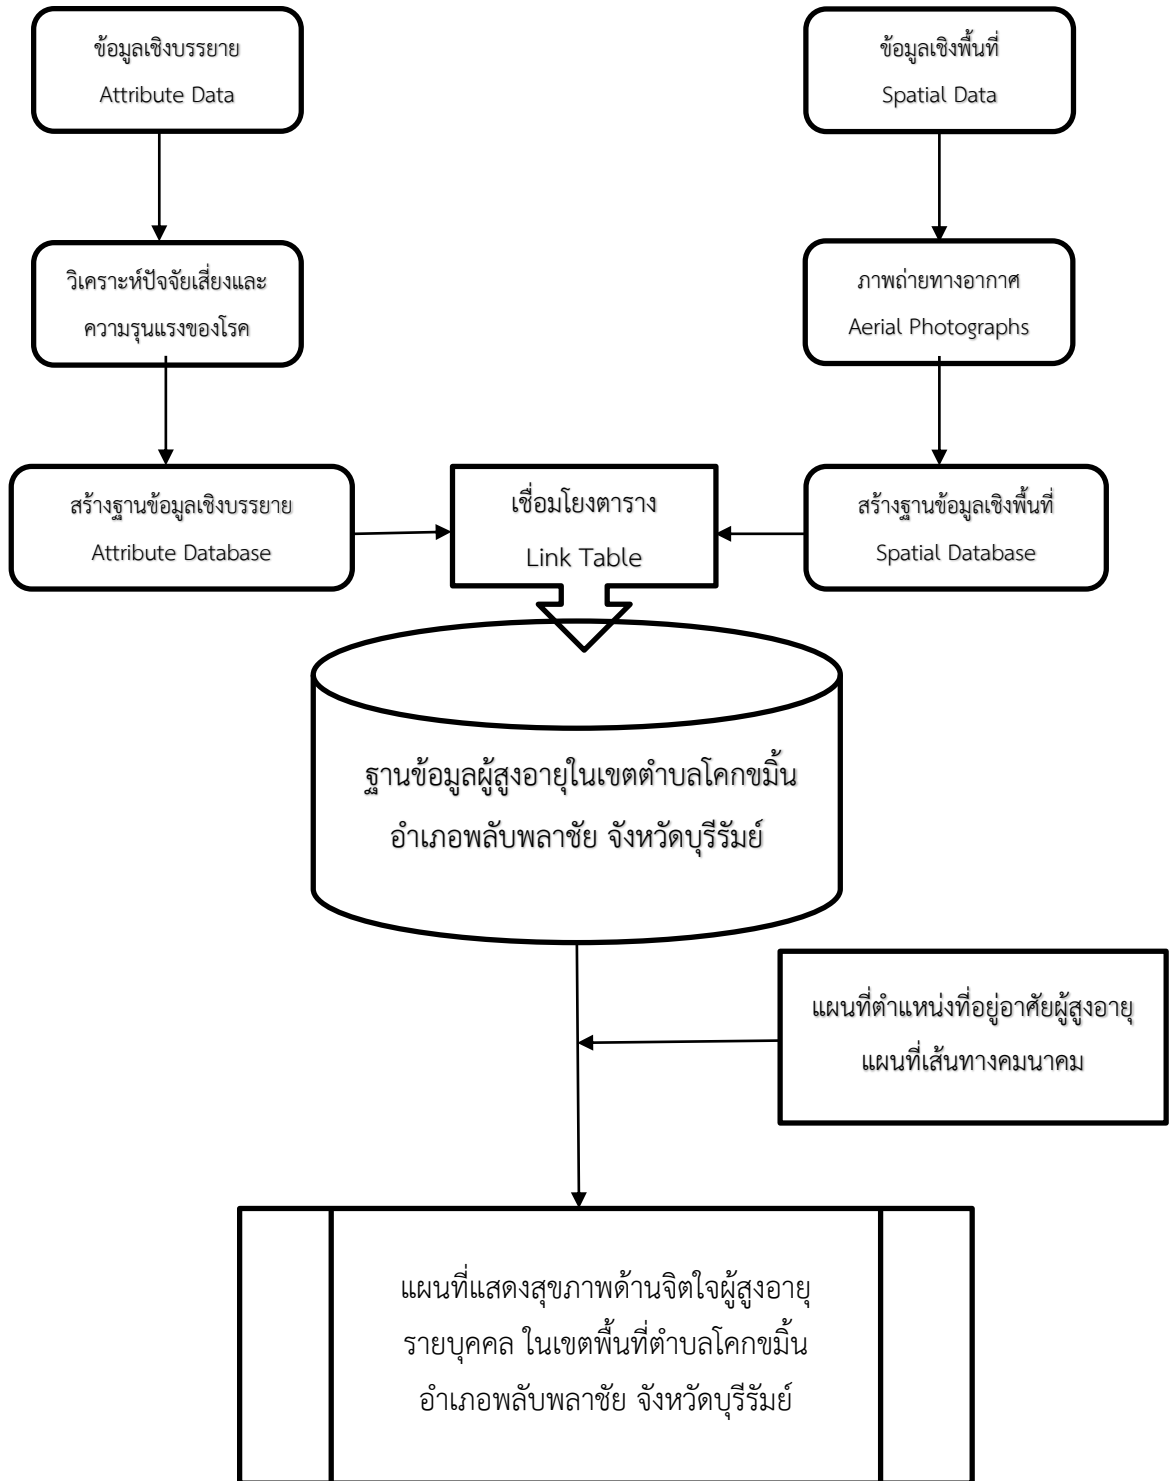 ข้อมูลเชิงบรรยาย
Attribute Data
ข้อมูลเชิงพื้นที่
Spatial Data
วิเคราะห์ปัจจัยเสี่ยงและ
ความรุนแรงของโรค
ภาพถ่ายทางอากาศ
Aerial Photographs
สร้างฐานข้อมูลเชิงบรรยาย
Attribute Database
เชื่อมโยงตาราง
Link Table
สร้างฐานข้อมูลเชิงพื้นที่
Spatial Database
ฐานข้อมูลผู้สูงอายุในเขตตำบลโคกขมิ้น
อำเภอพลับพลาชัย จังหวัดบุรีรัมย์
แผนที่ตำแหน่งที่อยู่อาศัยผู้สูงอายุ
แผนที่เส้นทางคมนาคม
แผนที่แสดงสุขภาพด้านจิตใจผู้สูงอายุ
รายบุคคล ในเขตพื้นที่ตำบลโคกขมิ้น
อำเภอพลับพลาชัย จังหวัดบุรีรัมย์